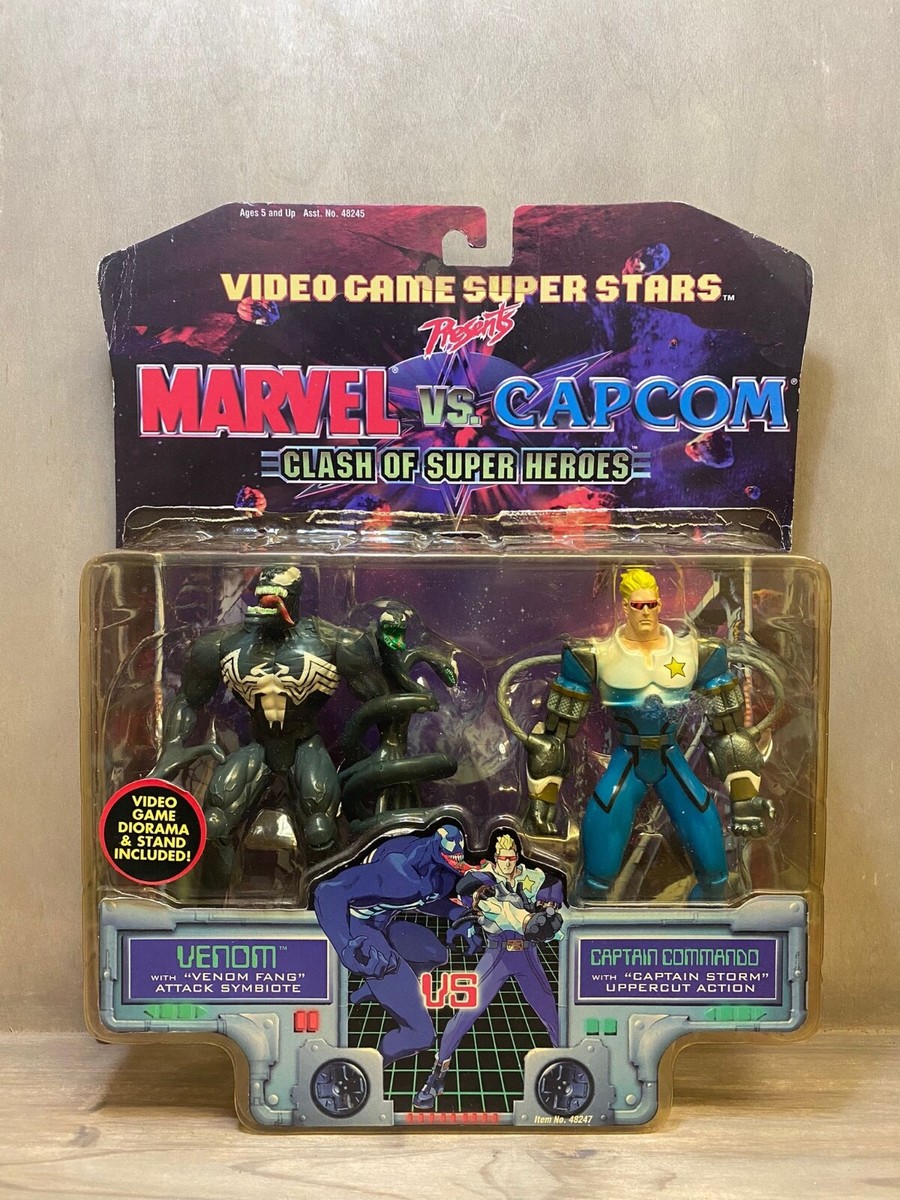 Ages 5 and Up Asst. No. 48245
VIDEO GAME SUPER STARS™
Presents
MARVEL® VS. CAPCOM®
CLASH OF SUPER HEROES™
VIDEO
GAME
DIORAMA
& STAND
INCLUDED!
VENOM™
WITH "VENOM FANG"
ATTACK SYMBIOTE
VS
CAPTAIN COMMANDO
WITH "CAPTAIN STORM"
UPPERCUT ACTION
Item No. 48247